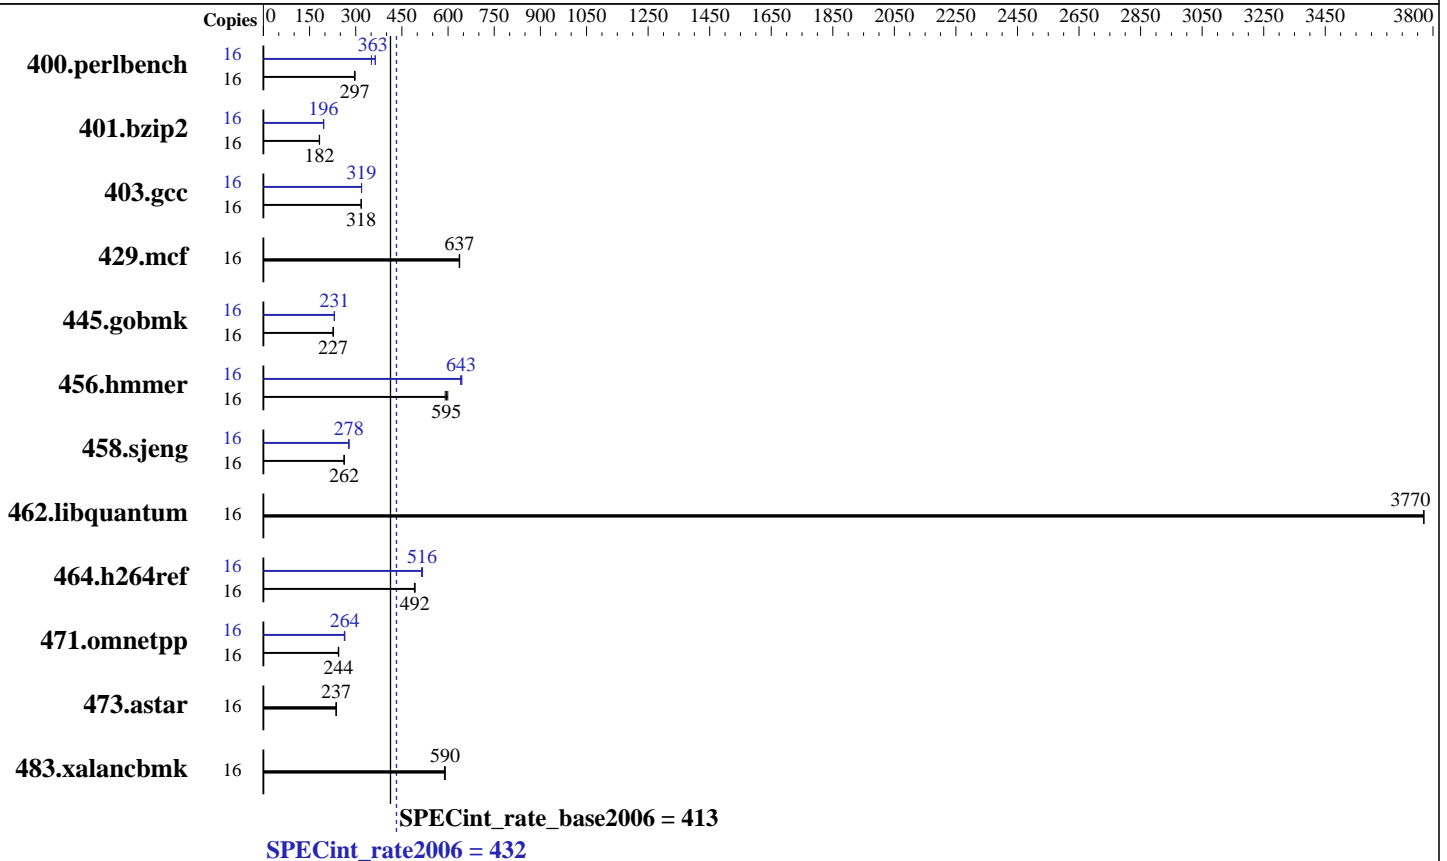 Copies 0 150 300 450 600 750 900 1050 1250 1450 1650 1850 2050 2250 2450 2650 2850 3050 3250 3450 3800
400.perlbench 16 363
16 297
401.bzip2 16 196
16 182
403.gcc 16 319
16 318
429.mcf 16 637
445.gobmk 16 231
16 227
456.hmmer 16 643
16 595
458.sjeng 16 278
16 262
462.libquantum 16 3770
464.h264ref 16 516
16 492
471.omnetpp 16 264
16 244
473.astar 16 237
483.xalancbmk 16 590
SPECint_rate_base2006 = 413
SPECint_rate2006 = 432